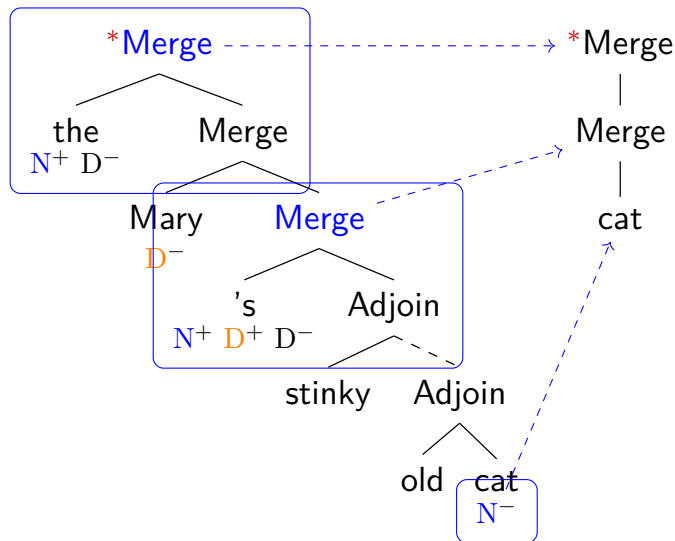 *Merge *Merge
the Merge Merge
N+ D−
Mary Merge cat
D−
's Adjoin
N+ D+ D−
stinky Adjoin
old cat
N−